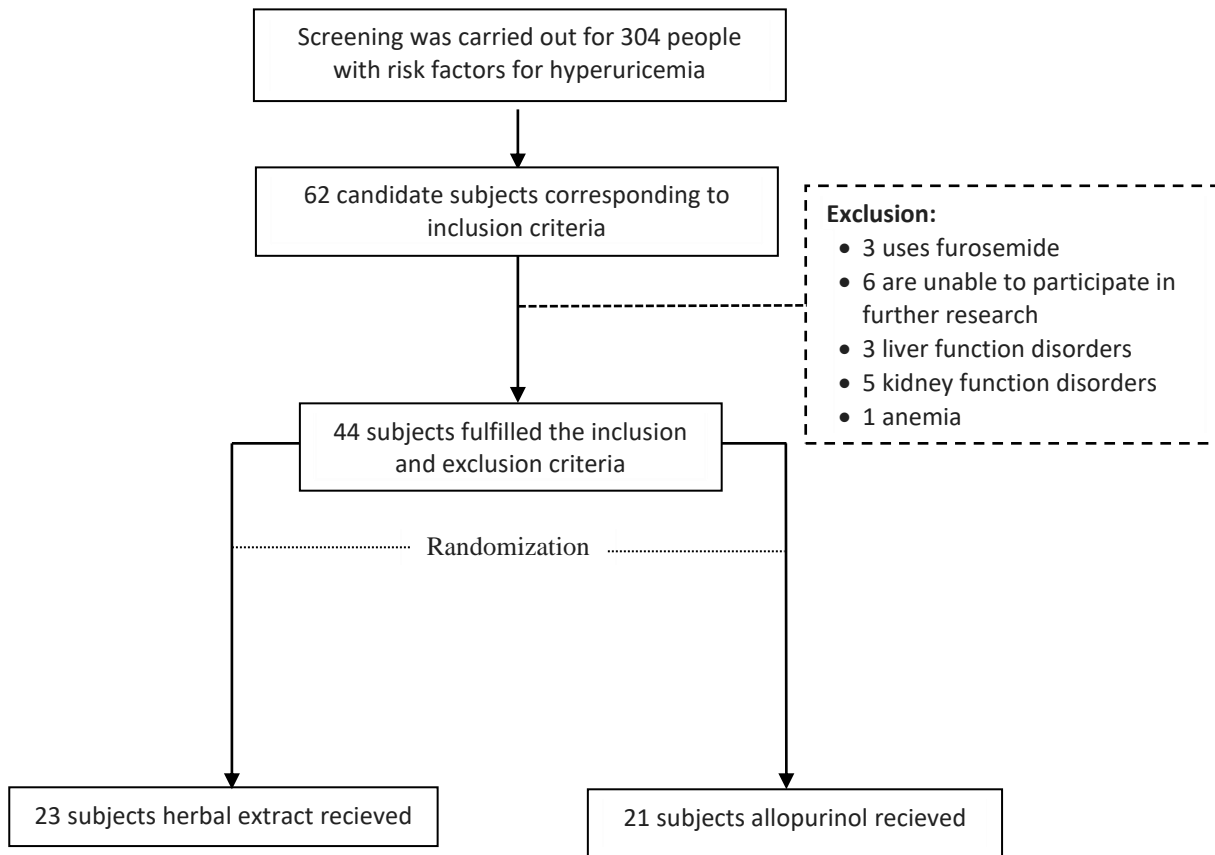 Screening was carried out for 304 people
with risk factors for hyperuricemia
62 candidate subjects corresponding to
inclusion criteria
Exclusion:
• 3 uses furosemide
• 6 are unable to participate in
further research
• 3 liver function disorders
• 5 kidney function disorders
• 1 anemia
44 subjects fulfilled the inclusion
and exclusion criteria
Randomization
23 subjects herbal extract recieved
21 subjects allopurinol recieved